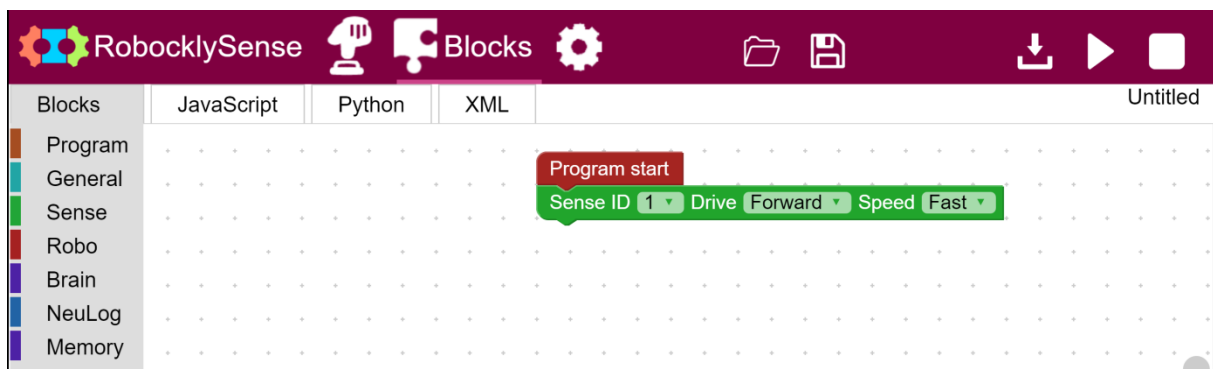 RobocklySense Blocks
Blocks JavaScript Python XML Untitled
Program
General
Sense
Robo
Brain
NeuLog
Memory
Program start
Sense ID 1 Drive Forward Speed Fast